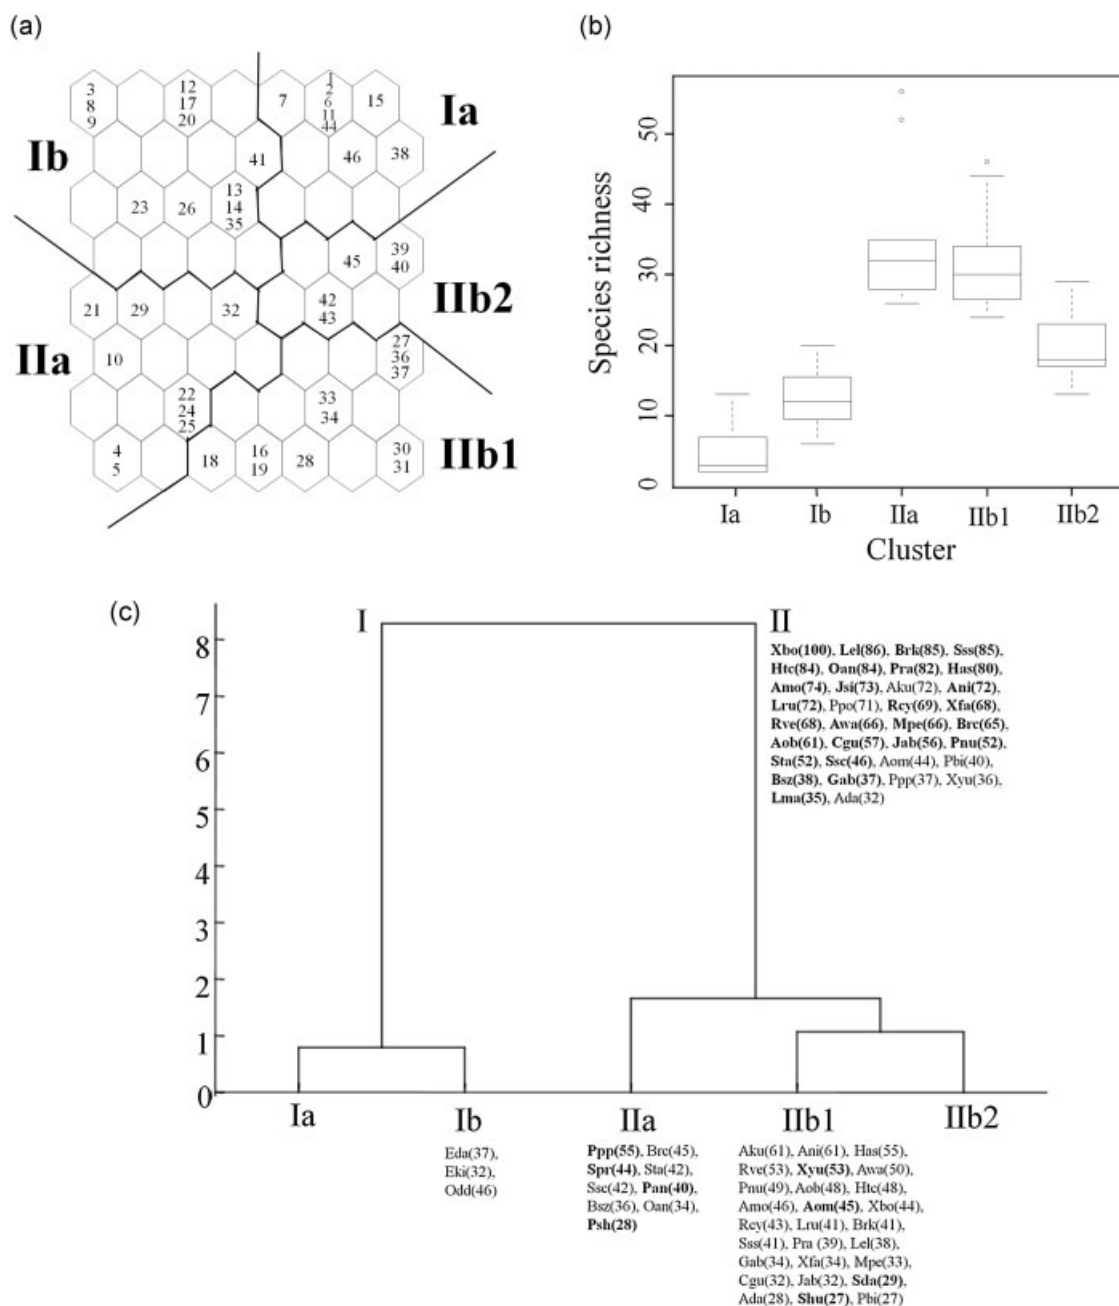 (a)
3
8
9
12
17
20
7
1
2
6
11
44
15
Ia
Ib
41
46
38
23
26
13
14
35
45
39
40
21
29
32
42
43
IIb2
IIa
10
27
36
37
22
24
25
33
34
4
5
18
16
19
28
30
31
IIb1
(b)
Species richness
50
40
30
20
10
0
Ia Ib IIa IIb1 IIb2
Cluster
(c)
I
II
8
7
6
5
4
3
2
1
0
Xbo(100), Lel(86), Brk(85), Sss(85),
Htc(84), Oan(84), Pra(82), Has(80),
Amo(74), Jsi(73), Aku(72), Ani(72),
Lru(72), Ppo(71), Rcy(69), Xfa(68),
Rve(68), Awa(66), Mpe(66), Brc(65),
Aob(61), Cgu(57), Jab(56), Pnu(52),
Sta(52), Ssc(46), Aom(44), Pbi(40),
Bsz(38), Gab(37), Ppp(37), Xyu(36),
Lma(35), Ada(32)
Ia Ib IIa IIb1 IIb2
Eda(37),
Eki(32),
Odd(46)
Ppp(55), Brc(45),
Spr(44), Sta(42),
Ssc(42), Pan(40),
Bsz(36), Oan(34),
Psh(28)
Aku(61), Ani(61), Has(55),
Rve(53), Xyu(53), Awa(50),
Pnu(49), Aob(48), Htc(48),
Amo(46), Aom(45), Xbo(44),
Rcy(43), Lru(41), Brk(41),
Sss(41), Pra (39), Lel(38),
Gab(34), Xfa(34), Mpe(33),
Cgu(32), Jab(32), Sda(29),
Ada(28), Shu(27), Pbi(27)